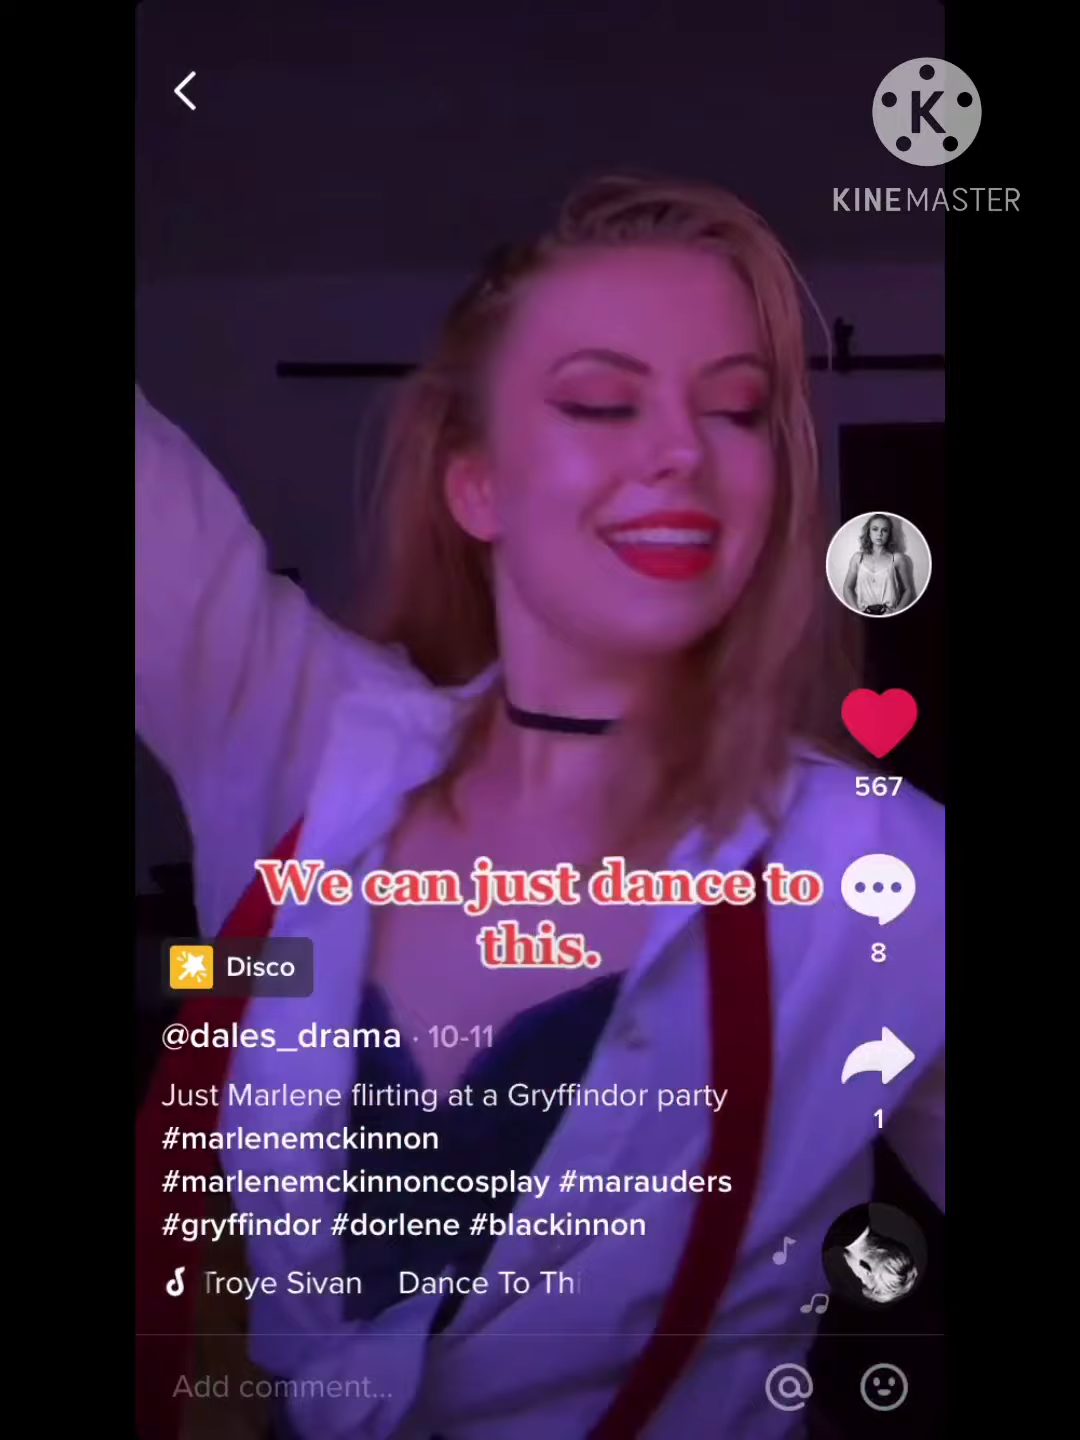 K
KINEMASTER
567
We can just dance to
this.
8
Disco
@dales_drama · 10-11
Just Marlene flirting at a Gryffindor party
1
#marlenemckinnon
#marlenemckinnoncosplay #marauders
#gryffindor #dorlene #blackinnon
Troye Sivan Dance To Thi
Add comment...